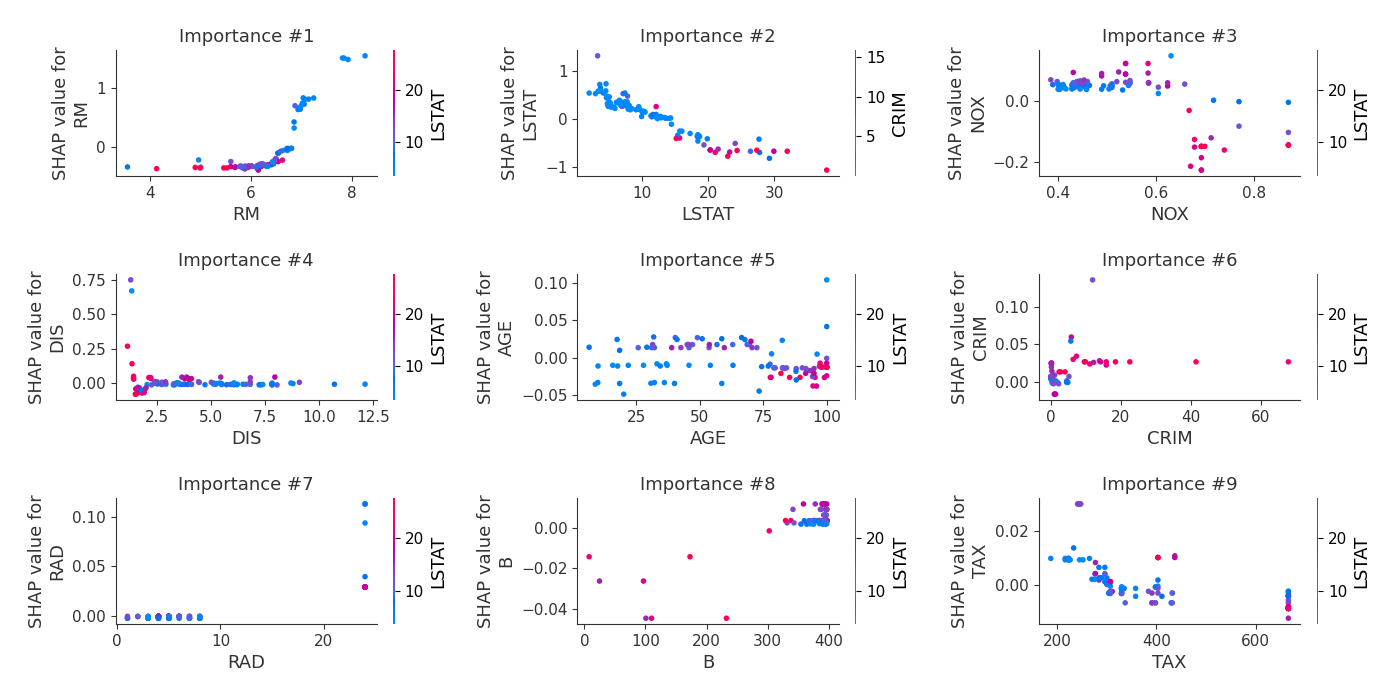 Importance #1
Importance #2
Importance #3
SHAP value for
RM
1
0
4
6
8
RM
20
10
LSTAT
SHAP value for
LSTAT
1
0
−1
10
20
30
LSTAT
15
10
5
CRIM
SHAP value for
NOX
0.0
−0.2
0.4
0.6
0.8
NOX
20
10
LSTAT
Importance #4
Importance #5
Importance #6
SHAP value for
DIS
0.75
0.50
0.25
0.00
2.5
5.0
7.5
10.0
12.5
DIS
20
10
LSTAT
SHAP value for
AGE
0.10
0.05
0.00
−0.05
25
50
75
100
AGE
20
10
LSTAT
SHAP value for
CRIM
0.10
0.05
0.00
0
20
40
60
CRIM
20
10
LSTAT
Importance #7
Importance #8
Importance #9
SHAP value for
RAD
0.10
0.05
0.00
0
10
20
RAD
20
10
LSTAT
SHAP value for
B
0.00
−0.02
−0.04
0
100
200
300
400
B
20
10
LSTAT
SHAP value for
TAX
0.02
0.00
200
400
600
TAX
20
10
LSTAT